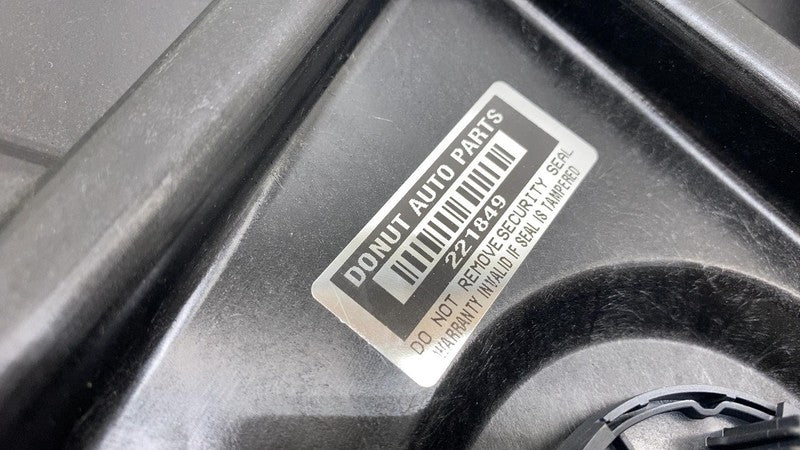 DONUT AUTO PARTS
221849
DO NOT REMOVE SECURITY SEAL
WARRANTY INVALID IF SEAL IS TAMPERED